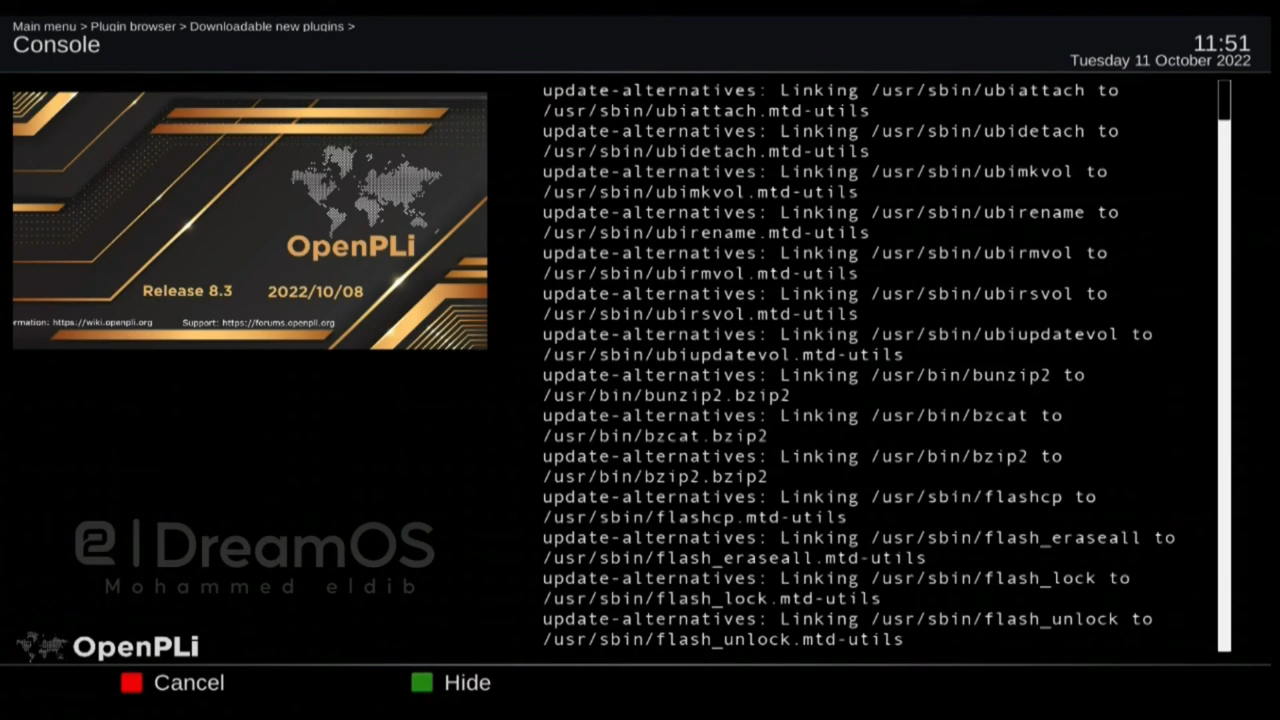 Main menu > Plugin browser > Downloadable new plugins >
Console
11:51
Tuesday 11 October 2022
OpenPLi
Release 8.3 2022/10/08
rmation: https://wiki.openpli.org Support: https://forums.openpli.org
update-alternatives: Linking /usr/sbin/ubiattach to
/usr/sbin/ubiattach.mtd-utils
update-alternatives: Linking /usr/sbin/ubidetach to
/usr/sbin/ubidetach.mtd-utils
update-alternatives: Linking /usr/sbin/ubimkvol to
/usr/sbin/ubimkvol.mtd-utils
update-alternatives: Linking /usr/sbin/ubirename to
/usr/sbin/ubirename.mtd-utils
update-alternatives: Linking /usr/sbin/ubirmvol to
/usr/sbin/ubirmvol.mtd-utils
update-alternatives: Linking /usr/sbin/ubirsvol to
/usr/sbin/ubirsvol.mtd-utils
update-alternatives: Linking /usr/sbin/ubiupdatevol to
/usr/sbin/ubiupdatevol.mtd-utils
update-alternatives: Linking /usr/bin/bunzip2 to
/usr/bin/bunzip2.bzip2
update-alternatives: Linking /usr/bin/bzcat to
/usr/bin/bzcat.bzip2
update-alternatives: Linking /usr/bin/bzip2 to
/usr/bin/bzip2.bzip2
update-alternatives: Linking /usr/sbin/flashcp to
/usr/sbin/flashcp.mtd-utils
update-alternatives: Linking /usr/sbin/flash_eraseall to
/usr/sbin/flash_eraseall.mtd-utils
update-alternatives: Linking /usr/sbin/flash_lock to
/usr/sbin/flash_lock.mtd-utils
update-alternatives: Linking /usr/sbin/flash_unlock to
/usr/sbin/flash_unlock.mtd-utils
DreamOS
Mohammed eldib
OpenPLi
Cancel Hide